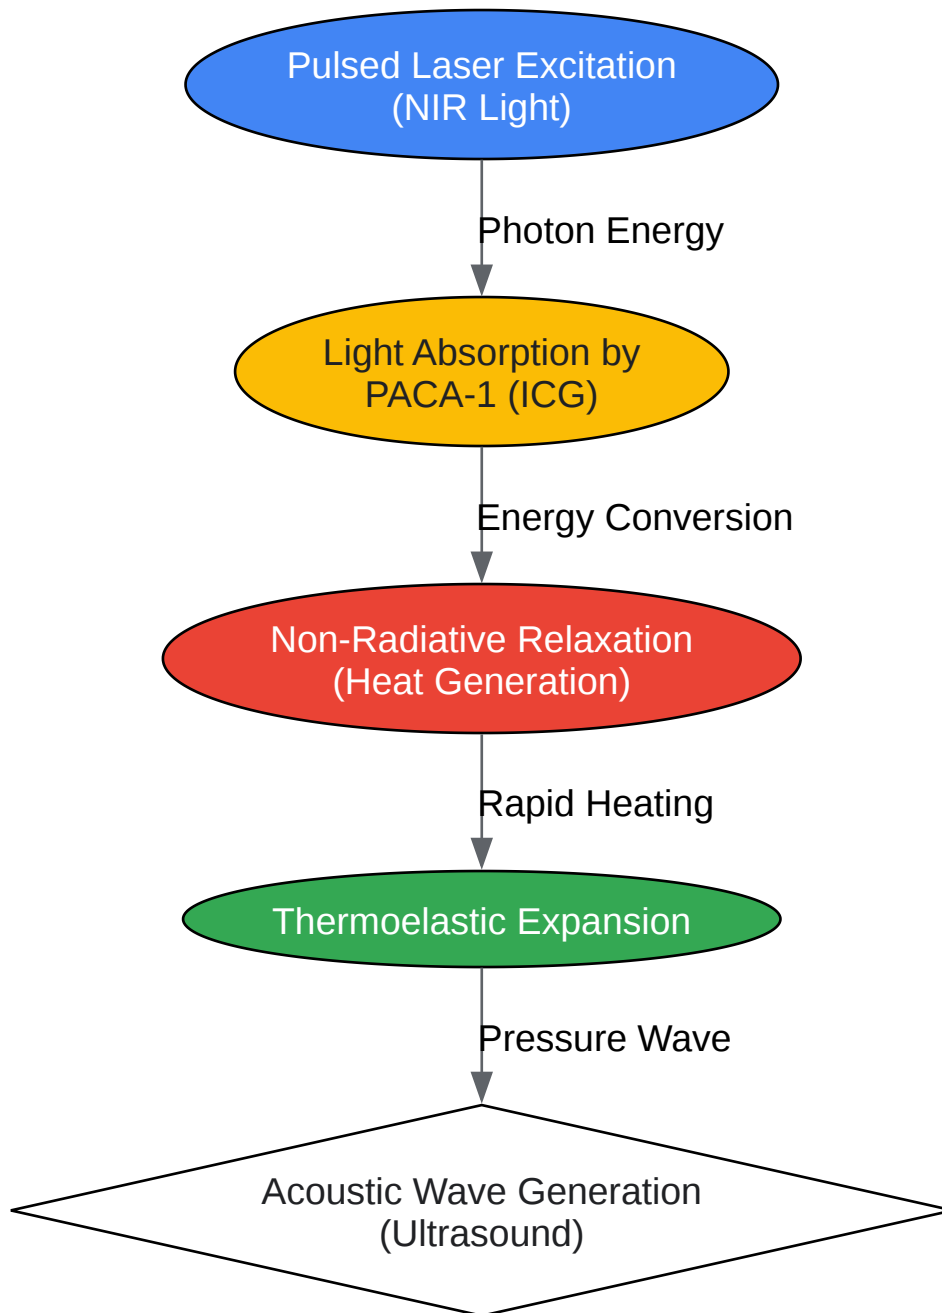 Pulsed Laser Excitation
(NIR Light)
Photon Energy
Light Absorption by
PACA-1 (ICG)
Energy Conversion
Non-Radiative Relaxation
(Heat Generation)
Rapid Heating
Thermoelastic Expansion
Pressure Wave
Acoustic Wave Generation
(Ultrasound)